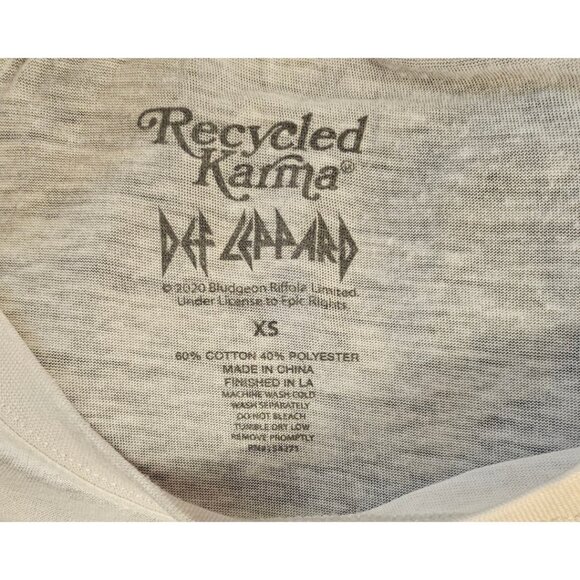 Recycled
Karma®
DEF LEPPARD
© 2020 Bludgeon Riffola Limited.
Under License to Epic Rights.
XS
60% COTTON 40% POLYESTER
MADE IN CHINA
FINISHED IN LA
MACHINE WASH COLD
WASH SEPARATELY
DO NOT BLEACH
TUMBLE DRY LOW
REMOVE PROMPTLY